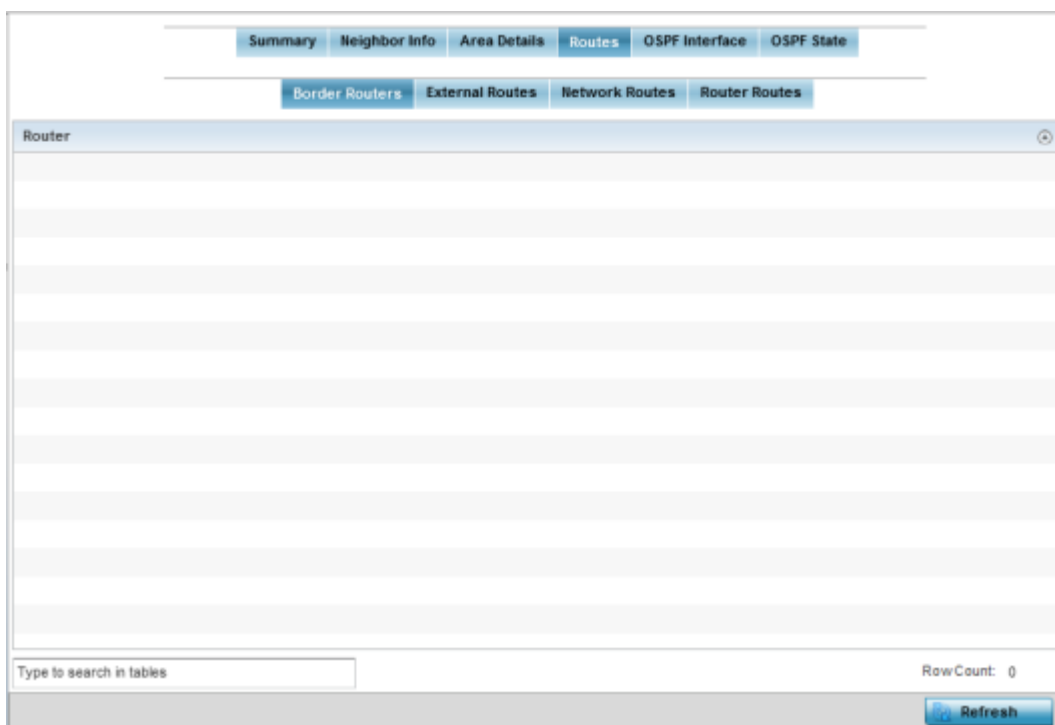 Summary Neighbor Info Area Details Routes OSPF Interface OSPF State
Border Routers External Routes Network Routes Router Routes
Router
Type to search in tables Row Count: 0
Refresh